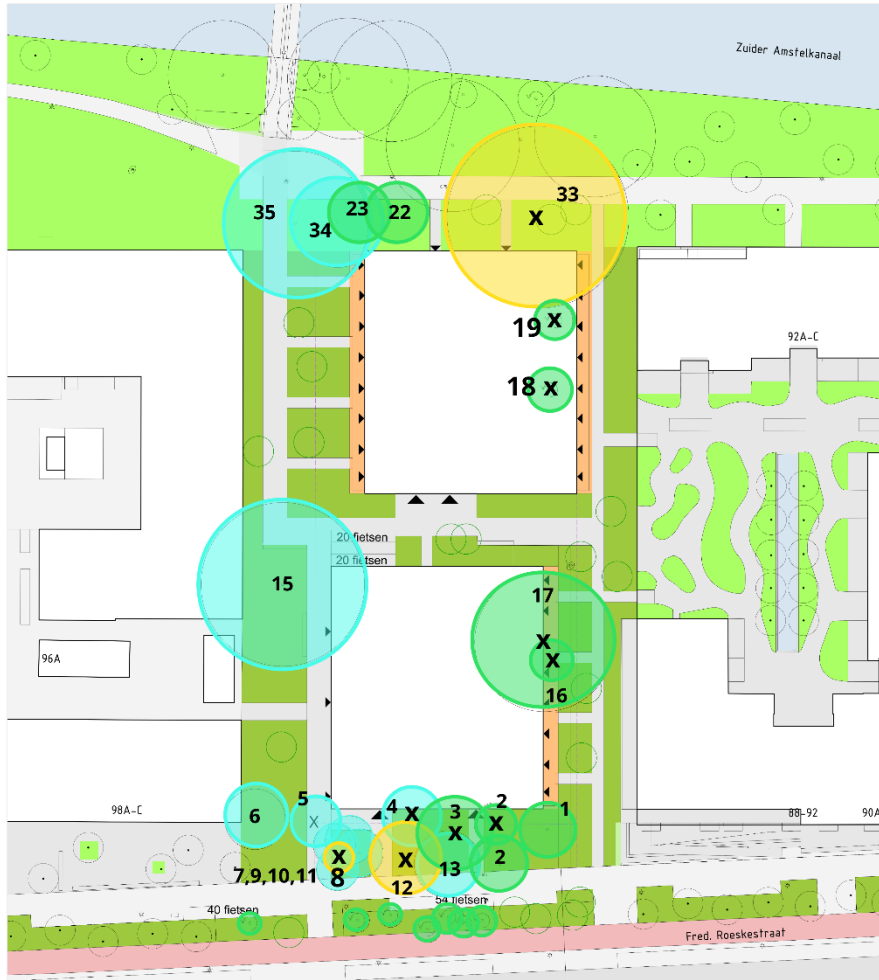 Zuider Amstelkanaal
35
34
23
22
33
x
19
x
18
x
92A-C
20 fietsen
20 fietsen
15
17
x
x
16
96A
98A-C
6
5
x
4
x
3
x
2
x
1
88-92
90A
7,9,10,11
x
8
x
12
13
2
40 fietsen
54 fietsen
Fred. Roeskestraat